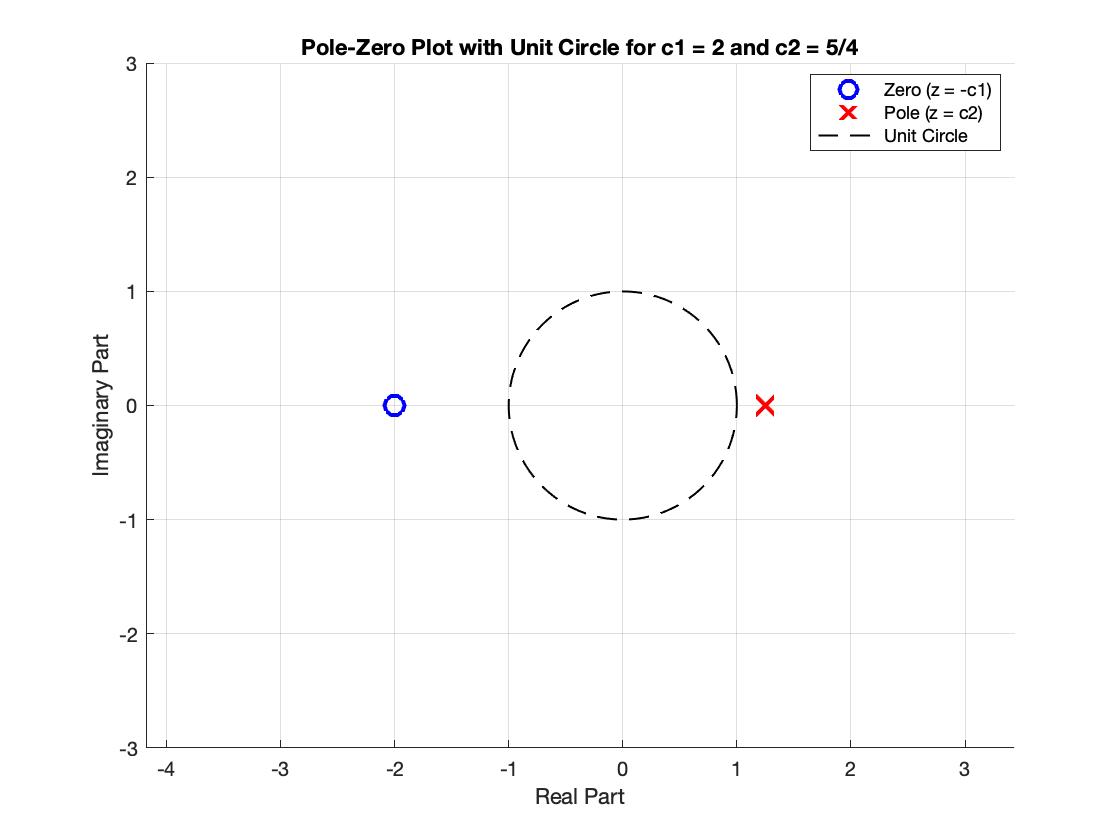 Pole-Zero Plot with Unit Circle for c1 = 2 and c2 = 5/4
Zero (z = -c1)
Pole (z = c2)
Unit Circle
3
2
1
0
-1
-2
-3
Imaginary Part
-4 -3 -2 -1 0 1 2 3
Real Part